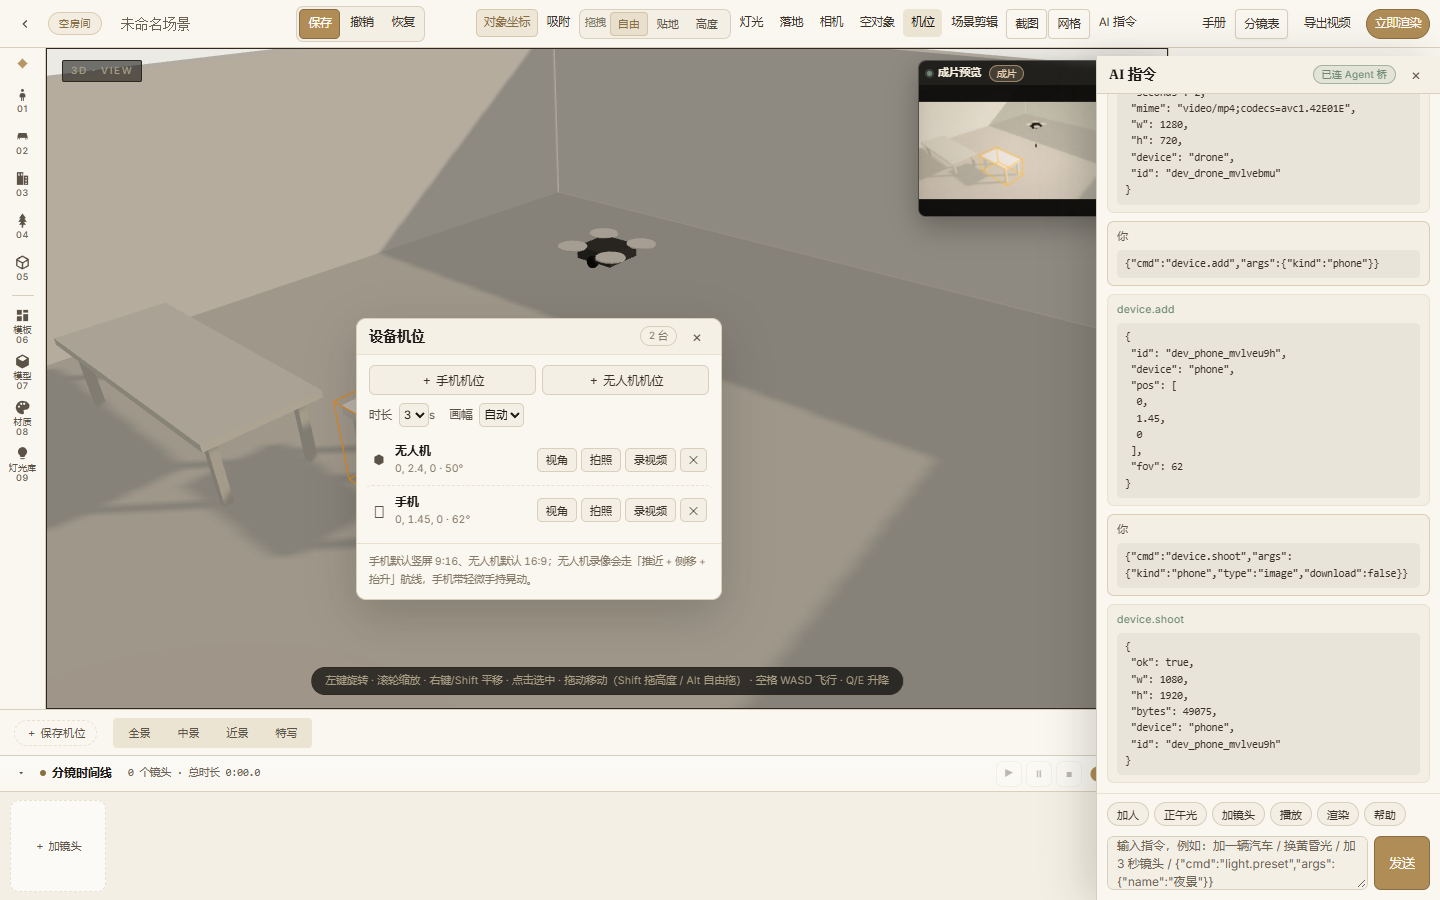 空房间
未命名场景
保存
撤销
恢复
对象坐标
吸附
拖拽
自由
贴地
高度
灯光
落地
相机
空对象
机位
场景剪辑
截图
网格
AI 指令
手册
分镜表
导出视频
立即渲染
01
02
03
04
05
模板
06
模型
07
材质
08
灯光库
09
3D · VIEW
成片预览
成片
设备机位
2 台
×
+ 手机机位
+ 无人机机位
时长
3
s
画幅
自动
无人机
0, 2.4, 0 · 50°
视角
拍照
录视频
手机
0, 1.45, 0 · 62°
视角
拍照
录视频
手机默认竖屏 9:16、无人机默认 16:9；无人机录像会走「推近 + 侧移 +
抬升」航线，手机带轻微手持晃动。
左键旋转 · 滚轮缩放 · 右键/Shift 平移 · 点击选中 · 拖动移动（Shift 拖高度 / Alt 自由拖） · 空格 WASD 飞行 · Q/E 升降
+ 保存机位
全景
中景
近景
特写
分镜时间线
0 个镜头 · 总时长 0:00.0
+ 加镜头
AI 指令
已连 Agent 桥
×
"seconds": 2,
"mime": "video/mp4;codecs=avc1.42E01E",
"w": 1280,
"h": 720,
"device": "drone",
"id": "dev_drone_mvlvebmu"
}
你
{"cmd":"device.add","args":{"kind":"phone"}}
device.add
{
"id": "dev_phone_mvlveu9h",
"device": "phone",
"pos": [
0,
1.45,
0
],
"fov": 62
}
你
{"cmd":"device.shoot","args":
{"kind":"phone","type":"image","download":false}}
device.shoot
{
"ok": true,
"w": 1080,
"h": 1920,
"bytes": 49075,
"device": "phone",
"id": "dev_phone_mvlveu9h"
}
加人
正午光
加镜头
播放
渲染
帮助
输入指令，例如：加一辆汽车 / 换黄昏光 / 加
3 秒镜头 / {"cmd":"light.preset","args":
{"name":"夜景"}}
发送